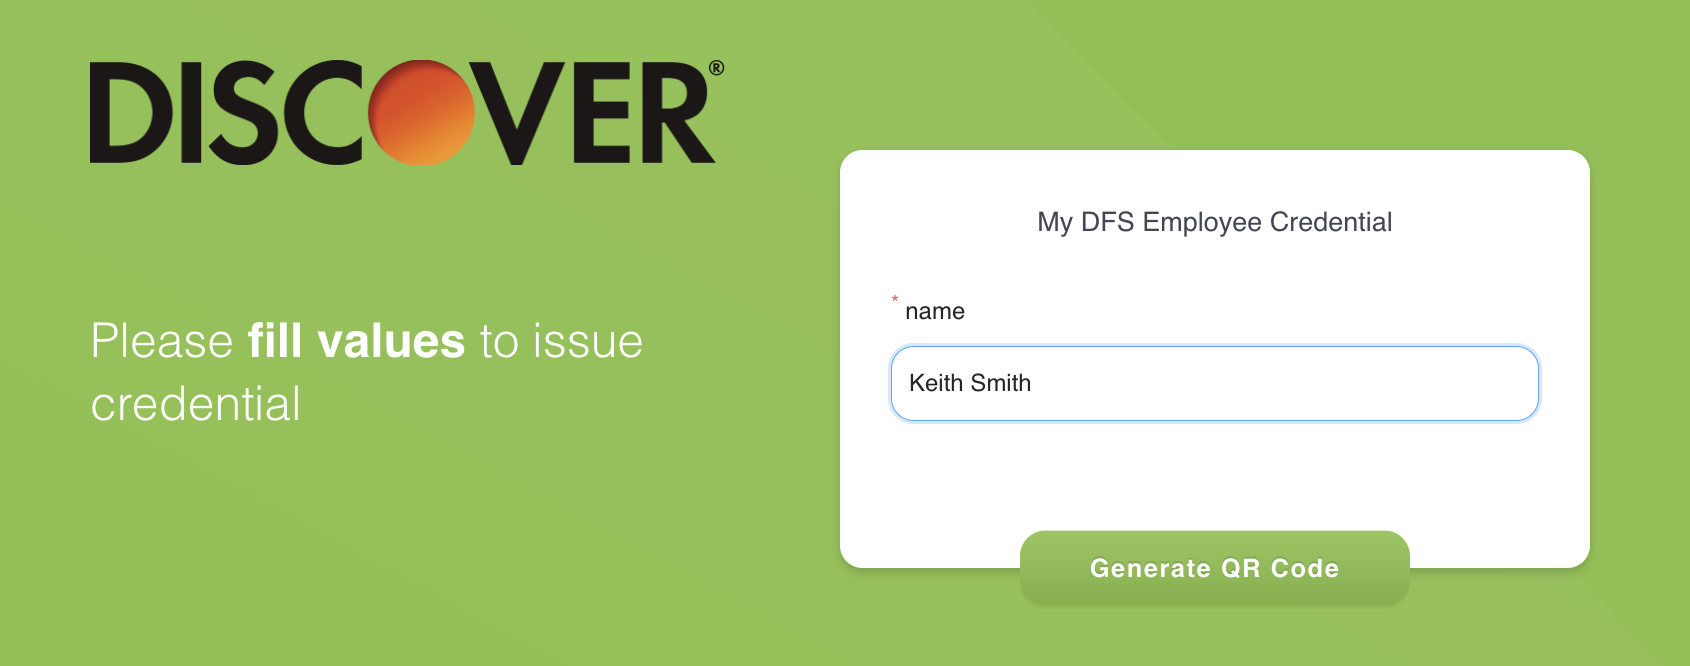 DISCOVER®
Please fill values to issue
credential
My DFS Employee Credential
* name
Keith Smith
Generate QR Code